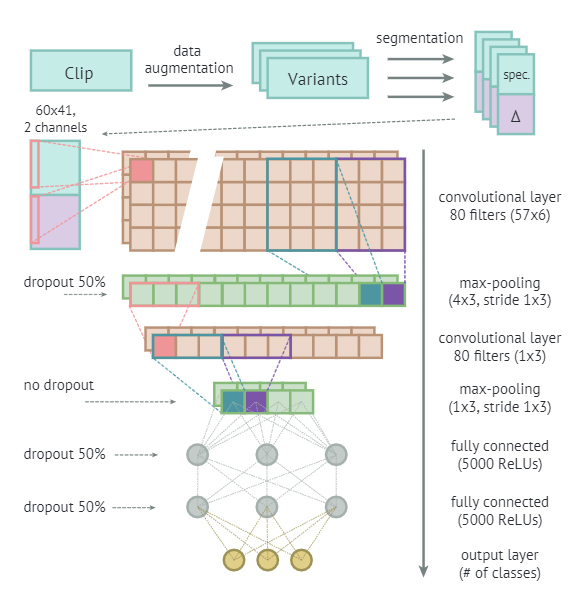 Clip
data
augmentation
Variants
segmentation
spec.
Δ
60x41,
2 channels
convolutional layer
80 filters (57x6)
dropout 50%
max-pooling
(4x3, stride 1x3)
convolutional layer
80 filters (1x3)
no dropout
max-pooling
(1x3, stride 1x3)
dropout 50%
fully connected
(5000 ReLUs)
dropout 50%
fully connected
(5000 ReLUs)
output layer
(# of classes)